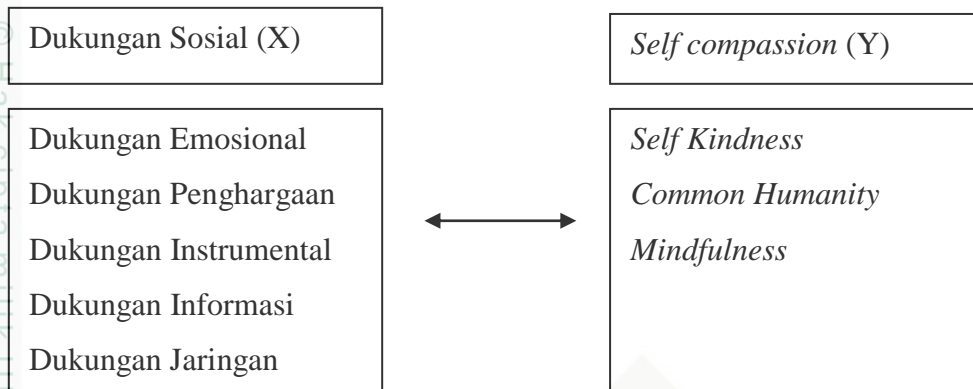 Dukungan Sosial (X)
Self compassion (Y)
Dukungan Emosional
Dukungan Penghargaan
Dukungan Instrumental
Dukungan Informasi
Dukungan Jaringan
Self Kindness
Common Humanity
Mindfulness